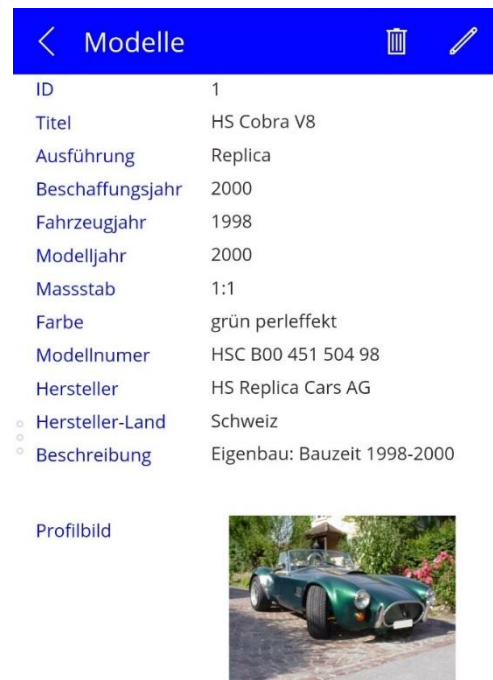 Modelle
ID 1
Titel HS Cobra V8
Ausführung Replica
Beschaffungsjahr 2000
Fahrzeugjahr 1998
Modelljahr 2000
Massstab 1:1
Farbe grün perleffekt
Modellnumer HSC B00 451 504 98
Hersteller HS Replica Cars AG
Hersteller-Land Schweiz
Beschreibung Eigenbau: Bauzeit 1998-2000
Profilbild